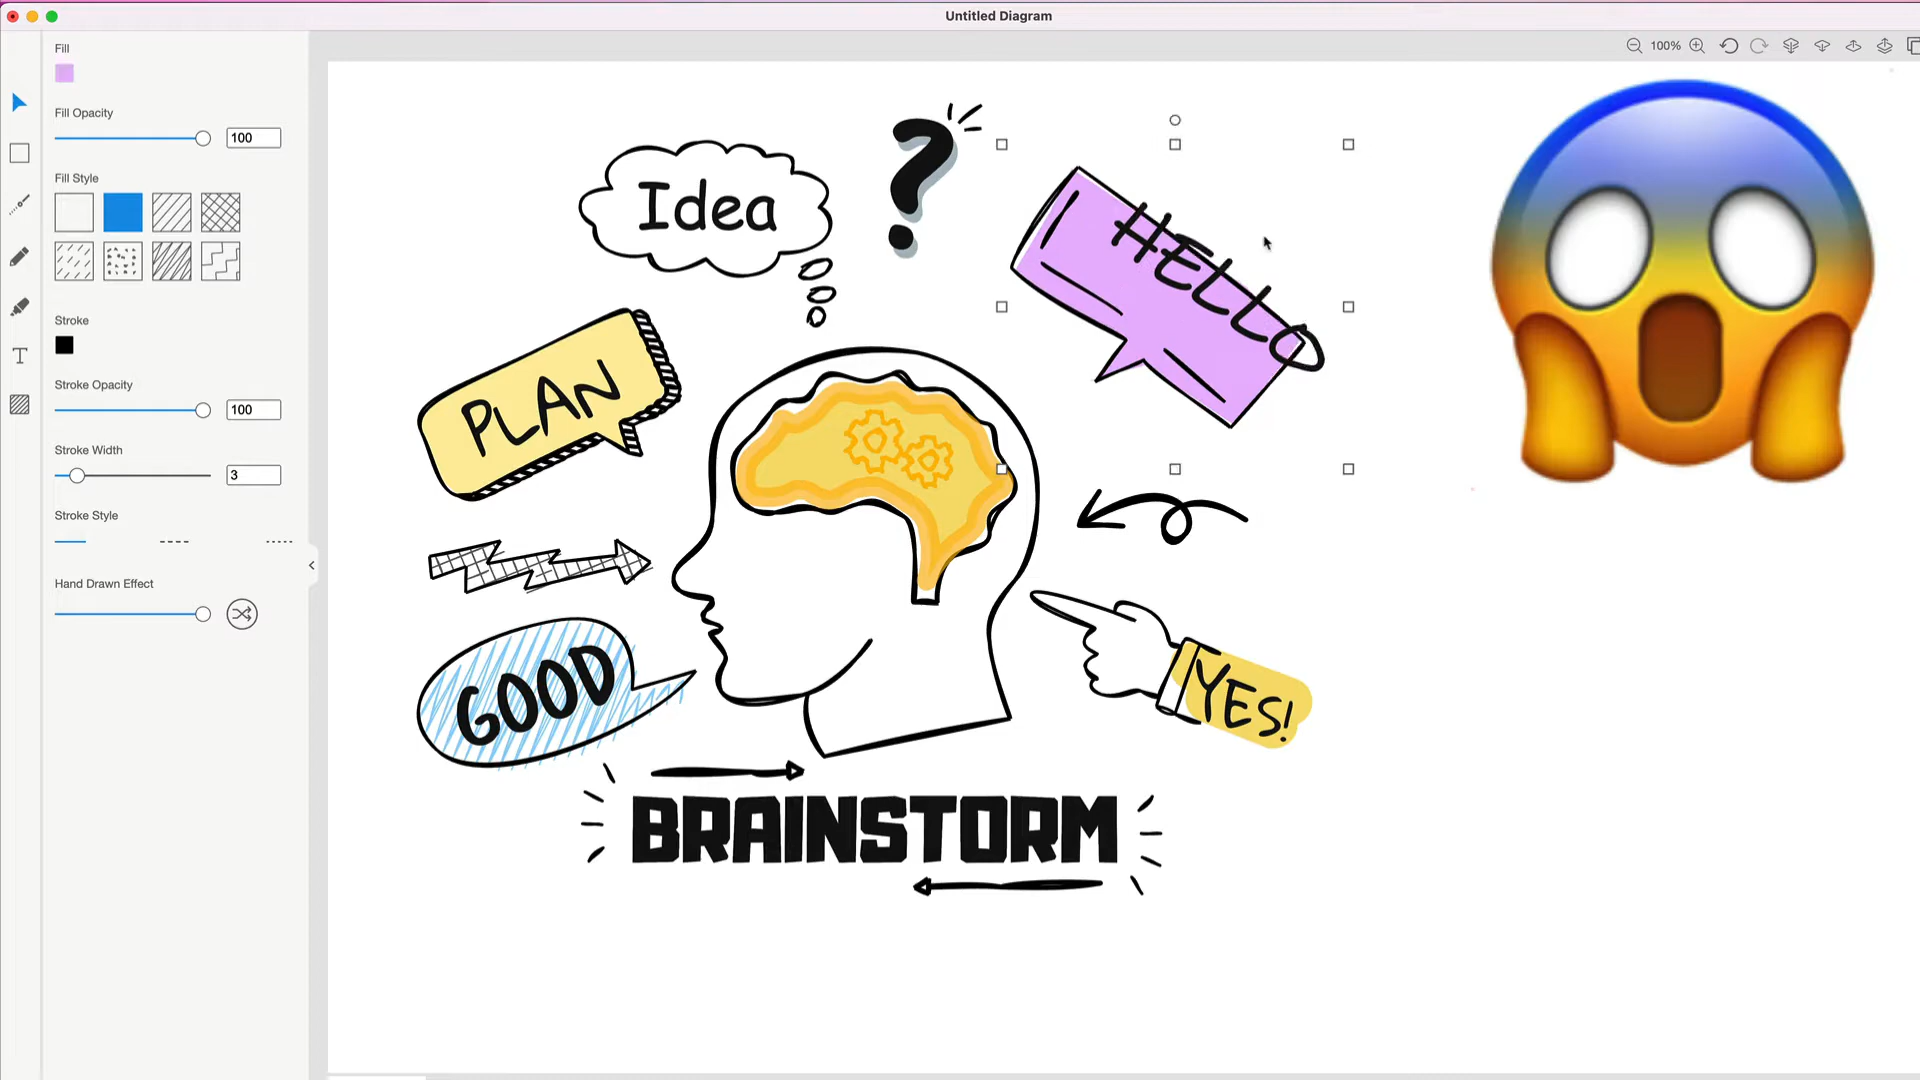 Untitled Diagram
Fill
100%
Fill Opacity
100
Fill Style
Stroke
Stroke Opacity
100
Stroke Width
3
Stroke Style
Hand Drawn Effect
Idea
?
HELLO
PLAN
GOOD
YES!
BRAINSTORM